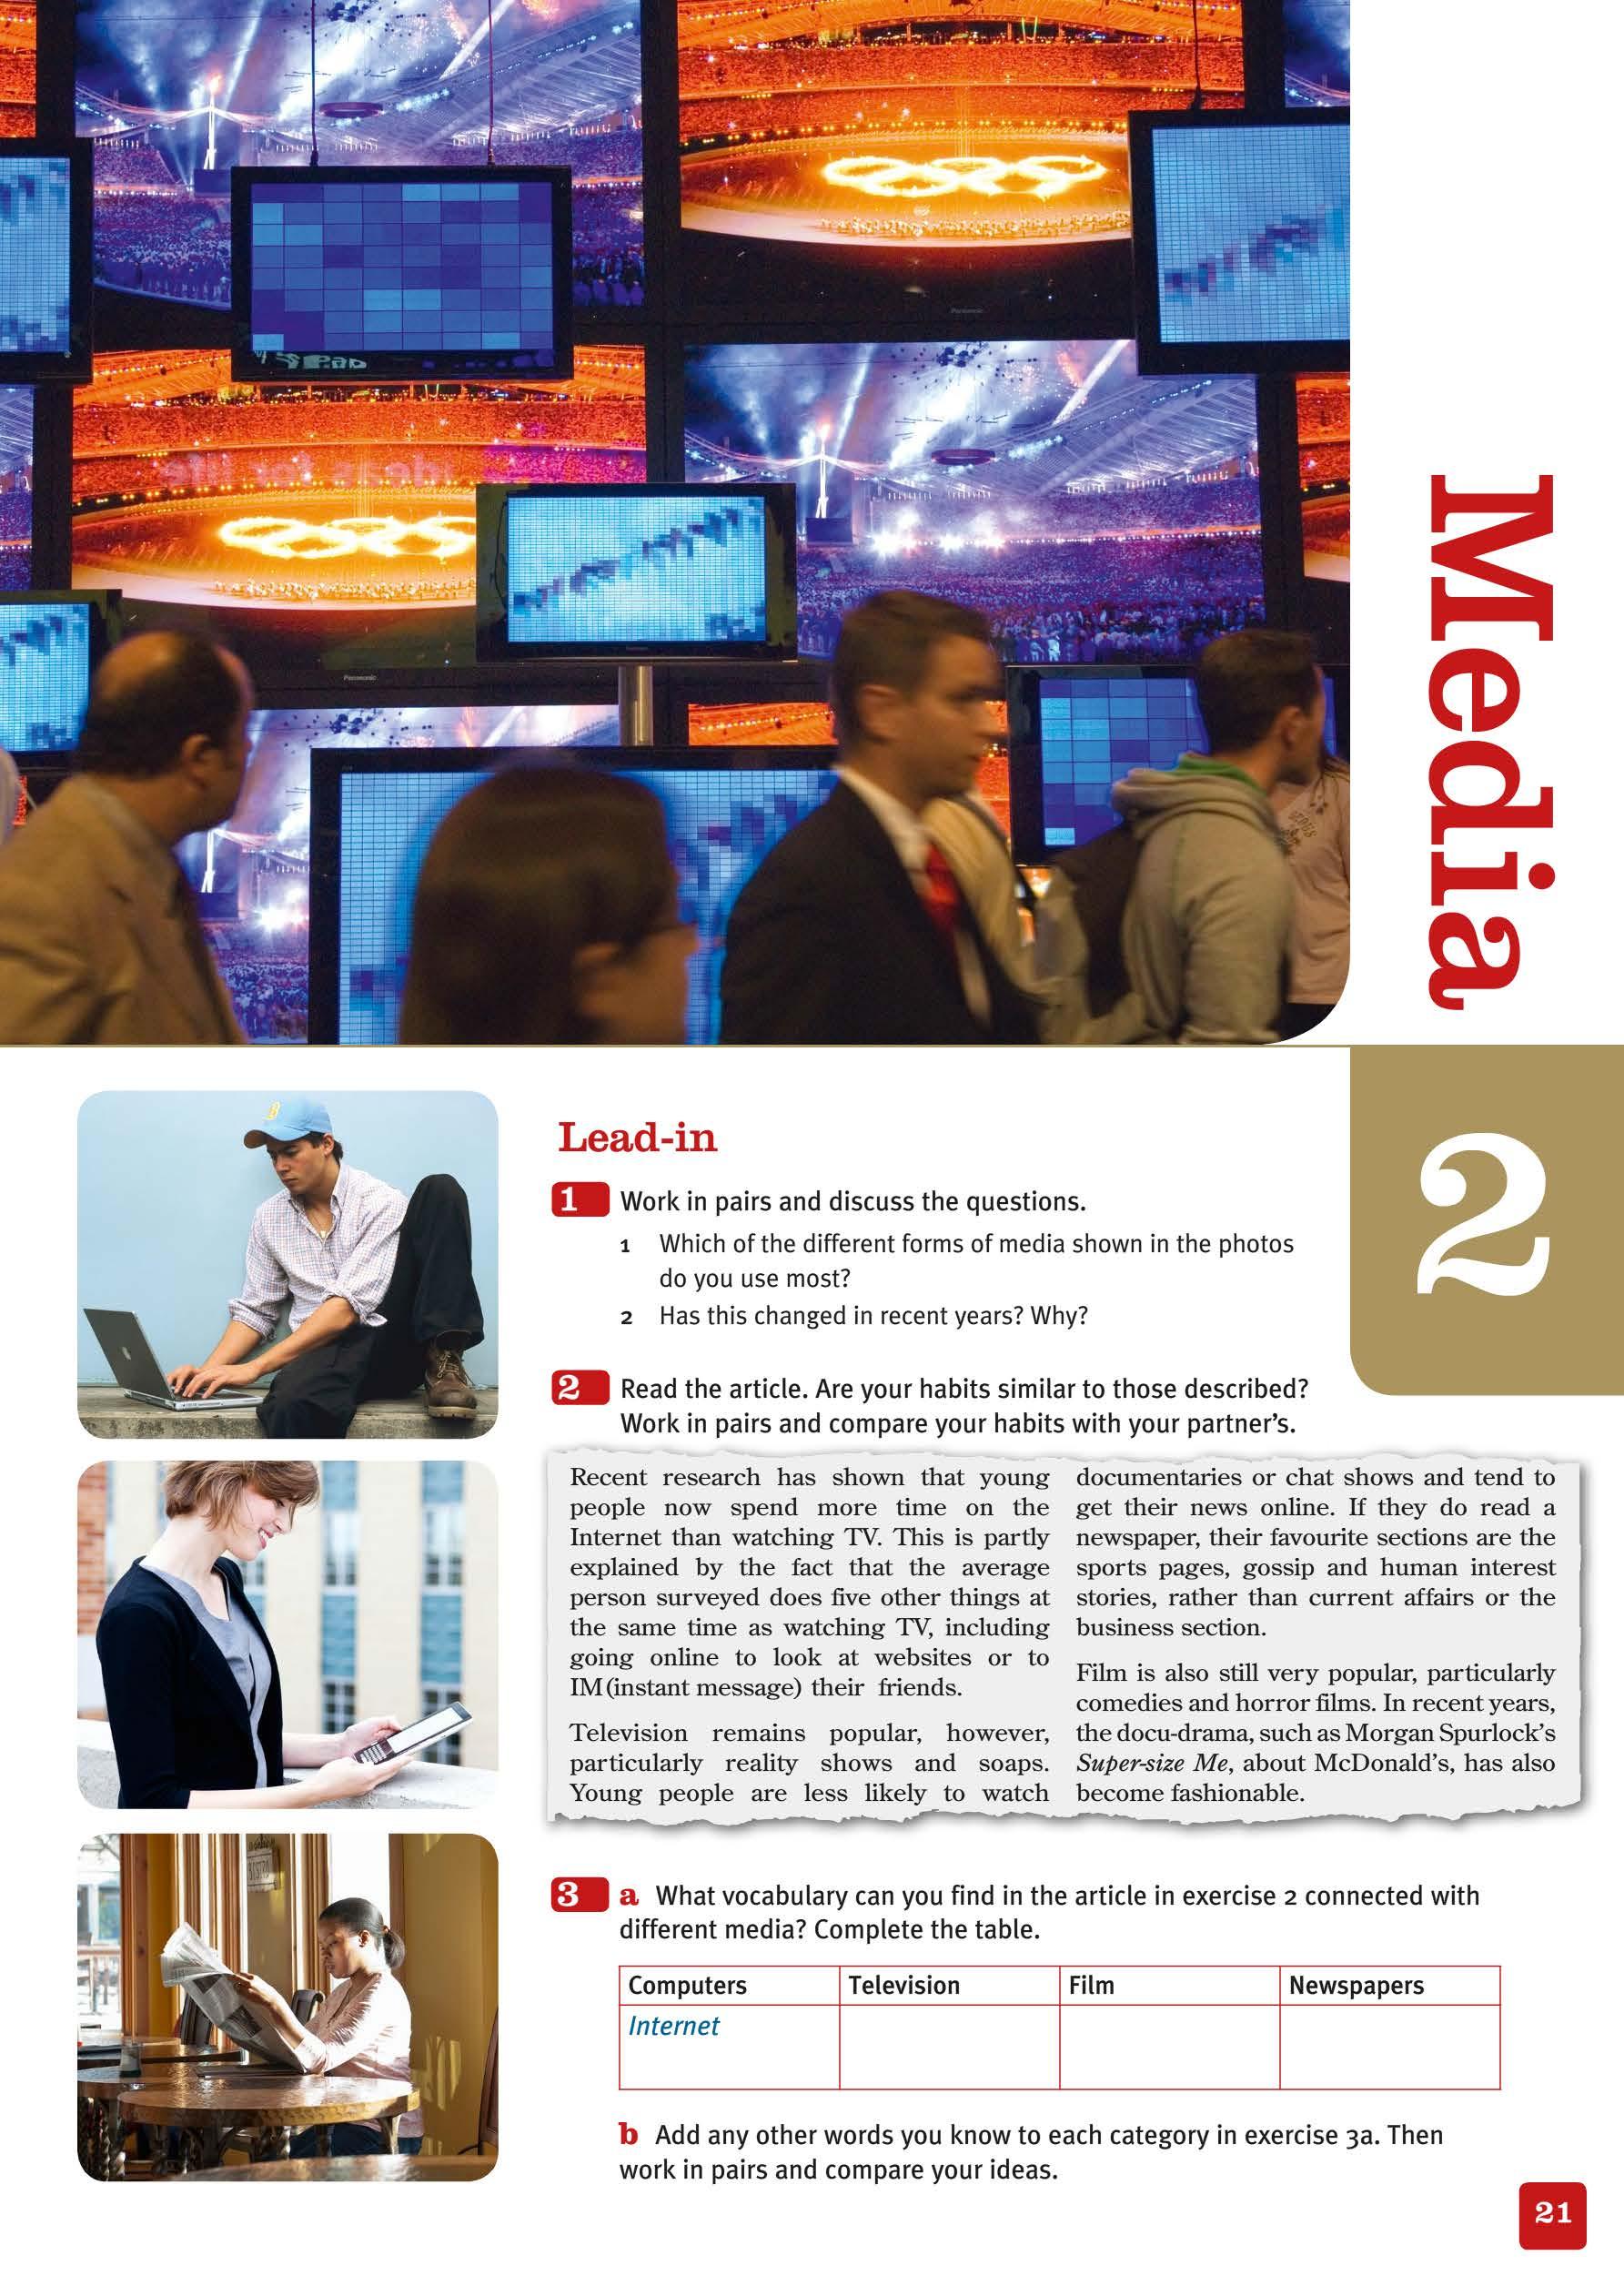 Panasonic
Panasonic
Media
2
Lead-in
1 Work in pairs and discuss the questions.
1 Which of the different forms of media shown in the photos
do you use most?
2 Has this changed in recent years? Why?
2 Read the article. Are your habits similar to those described?
Work in pairs and compare your habits with your partner’s.
Recent research has shown that young
people now spend more time on the
Internet than watching TV. This is partly
explained by the fact that the average
person surveyed does five other things at
the same time as watching TV, including
going online to look at websites or to
IM (instant message) their friends.
Television remains popular, however,
particularly reality shows and soaps.
Young people are less likely to watch
documentaries or chat shows and tend to
get their news online. If they do read a
newspaper, their favourite sections are the
sports pages, gossip and human interest
stories, rather than current affairs or the
business section.
Film is also still very popular, particularly
comedies and horror films. In recent years,
the docu-drama, such as Morgan Spurlock’s
Super-size Me, about McDonald’s, has also
become fashionable.
3 a What vocabulary can you find in the article in exercise 2 connected with
different media? Complete the table.
Computers Television Film Newspapers
Internet
b Add any other words you know to each category in exercise 3a. Then
work in pairs and compare your ideas.
21